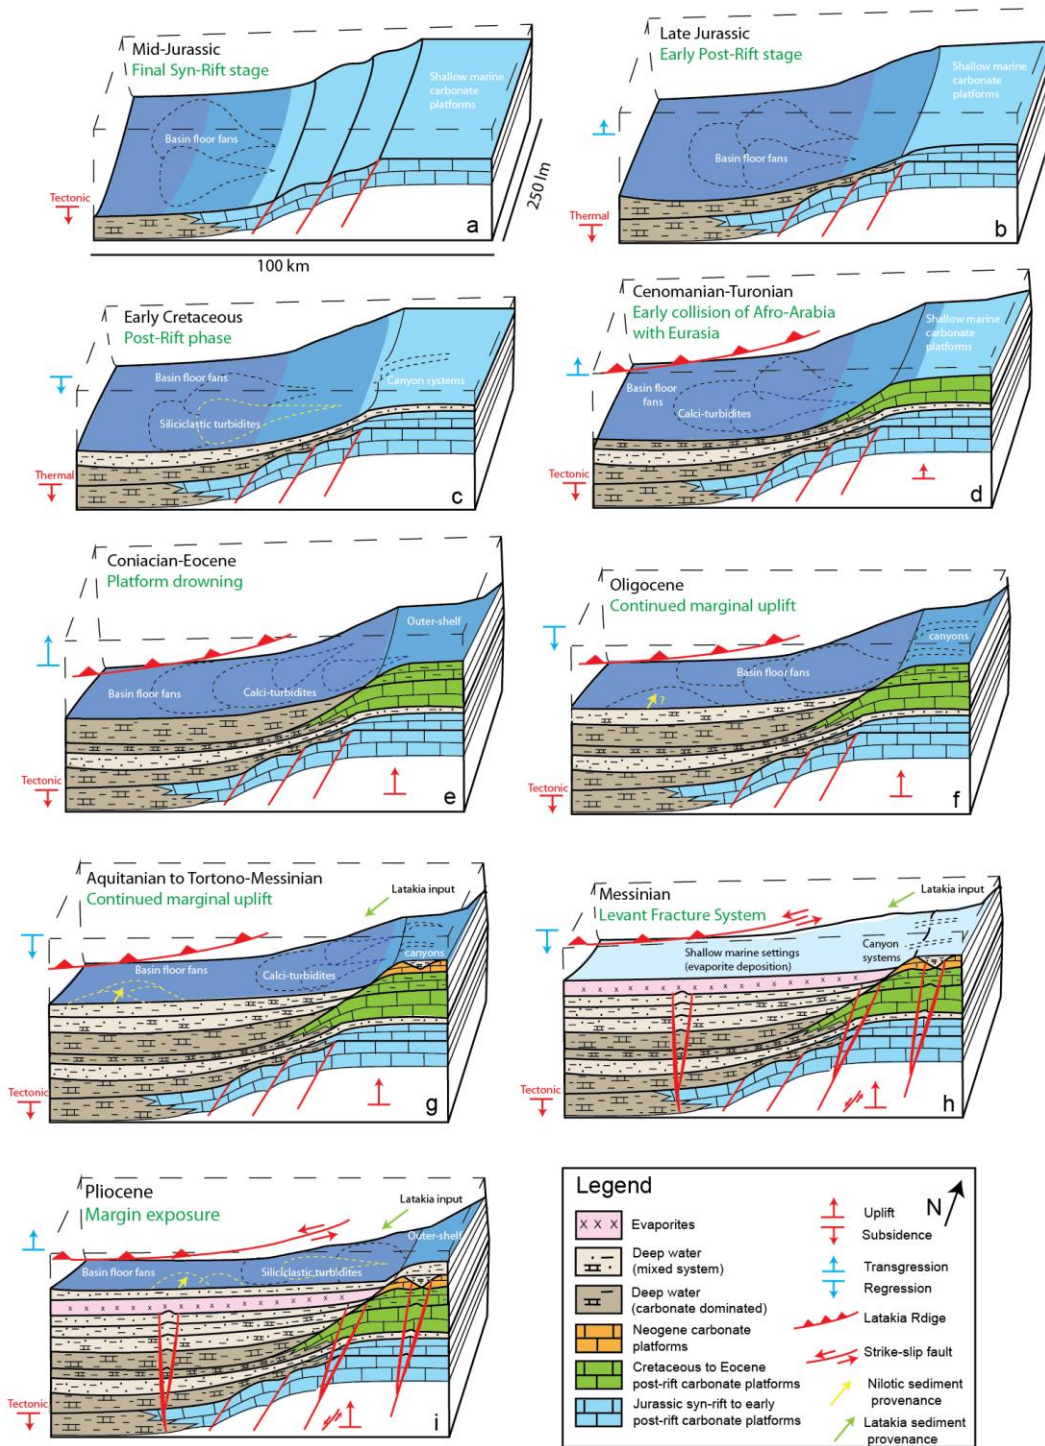 Mid-Jurassic
Final Syn-Rift stage
Shallow marine
carbonate
platforms
Basin floor fans
Tectonic
a
250 lm
100 km
Late Jurassic
Early Post-Rift stage
Shallow marine
carbonate
platforms
Basin floor fans
Thermal
b
Early Cretaceous
Post-Rift phase
Basin floor fans
Canyon systems
Siliciclastic turbidites
Thermal
c
Cenomanian-Turonian
Early collision of Afro-Arabia
with Eurasia
Shallow marine
carbonate
platforms
Basin floor
fans
Calci-turbidites
Tectonic
d
Coniacian-Eocene
Platform drowning
Outer-shelf
Basin floor fans
Calci-turbidites
Tectonic
e
Oligocene
Continued marginal uplift
canyons
Basin floor fans
?
Tectonic
f
Aquitanian to Tortono-Messinian
Continued marginal uplift
Latakia input
canyons
Basin floor fans
Calci-turbidites
Tectonic
g
Messinian
Levant Fracture System
Latakia input
Shallow marine settings
(evaporite deposition)
Canyon
systems
x x x x x x x x x x x x
Tectonic
h
Pliocene
Margin exposure
Latakia input
Outer-shelf
Basin floor fans
Siliciclastic turbidites
x x x x x x x x x x x x
Tectonic
i
Legend
N
x x x
Evaporites
Deep water
(mixed system)
Deep water
(carbonate dominated)
Neogene carbonate
platforms
Cretaceous to Eocene
post-rift carbonate platforms
Jurassic syn-rift to early
post-rift carbonate platforms
Uplift
Subsidence
Transgression
Regression
Latakia Rdige
Strike-slip fault
Nilotic sediment
provenance
Latakia sediment
provenance